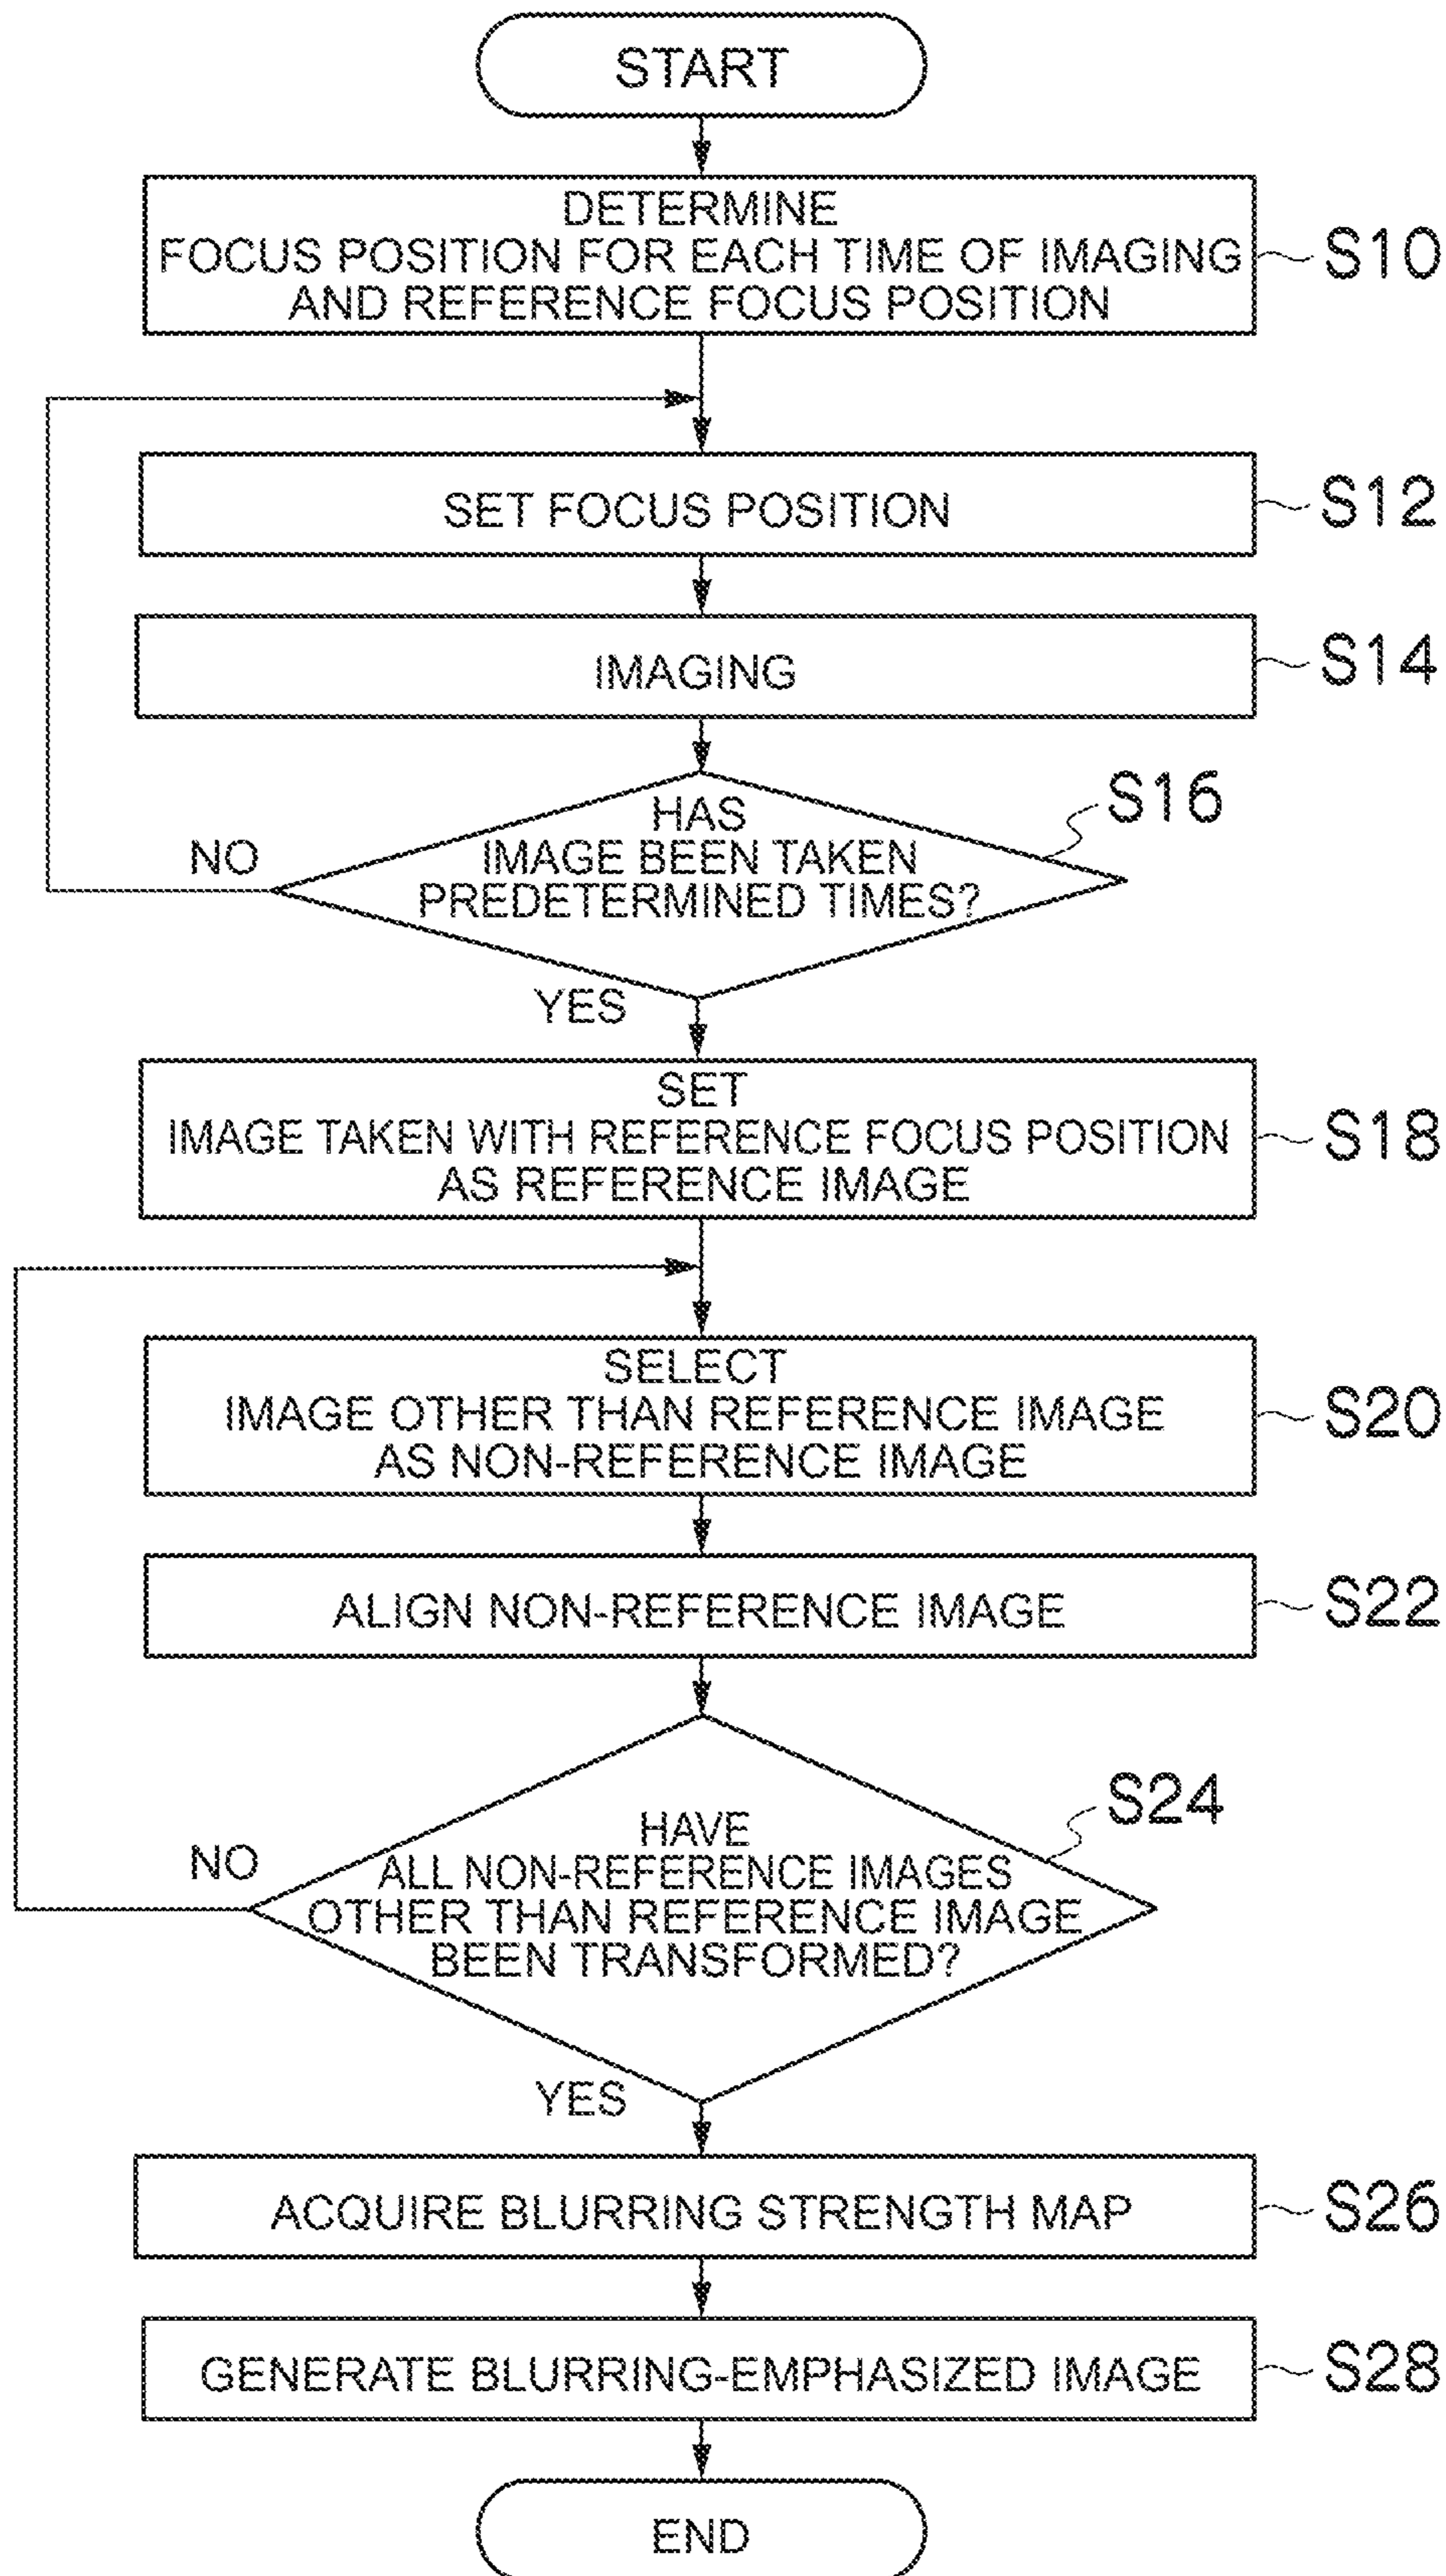 START
DETERMINE
FOCUS POSITION FOR EACH TIME OF IMAGING
AND REFERENCE FOCUS POSITION
S10
SET FOCUS POSITION
S12
IMAGING
S14
S16
HAS
IMAGE BEEN TAKEN
PREDETERMINED TIMES?
NO
YES
SET
IMAGE TAKEN WITH REFERENCE FOCUS POSITION
AS REFERENCE IMAGE
S18
SELECT
IMAGE OTHER THAN REFERENCE IMAGE
AS NON-REFERENCE IMAGE
S20
ALIGN NON-REFERENCE IMAGE
S22
S24
HAVE
ALL NON-REFERENCE IMAGES
OTHER THAN REFERENCE IMAGE
BEEN TRANSFORMED?
NO
YES
ACQUIRE BLURRING STRENGTH MAP
S26
GENERATE BLURRING-EMPHASIZED IMAGE
S28
END